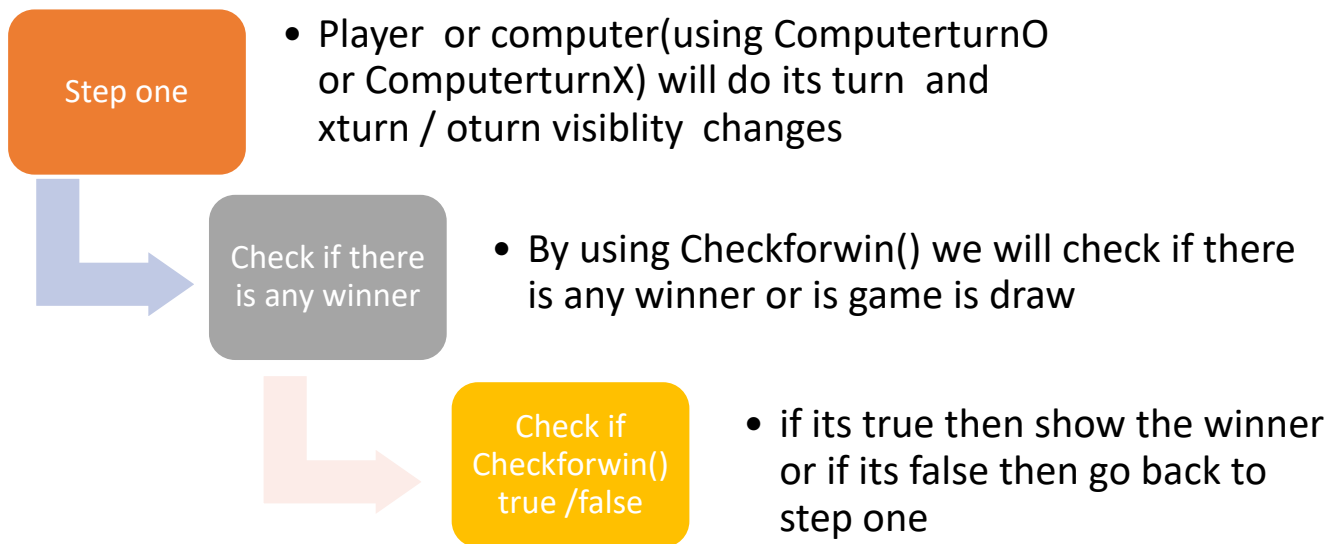 Step one
• Player  or computer(using ComputerturnO
or ComputerturnX) will do its turn  and
xturn / oturn visiblity  changes
Check if there
is any winner
• By using Checkforwin() we will check if there
is any winner or is game is draw
Check if
Checkforwin()
true /false
• if its true then show the winner
or if its false then go back to
step one